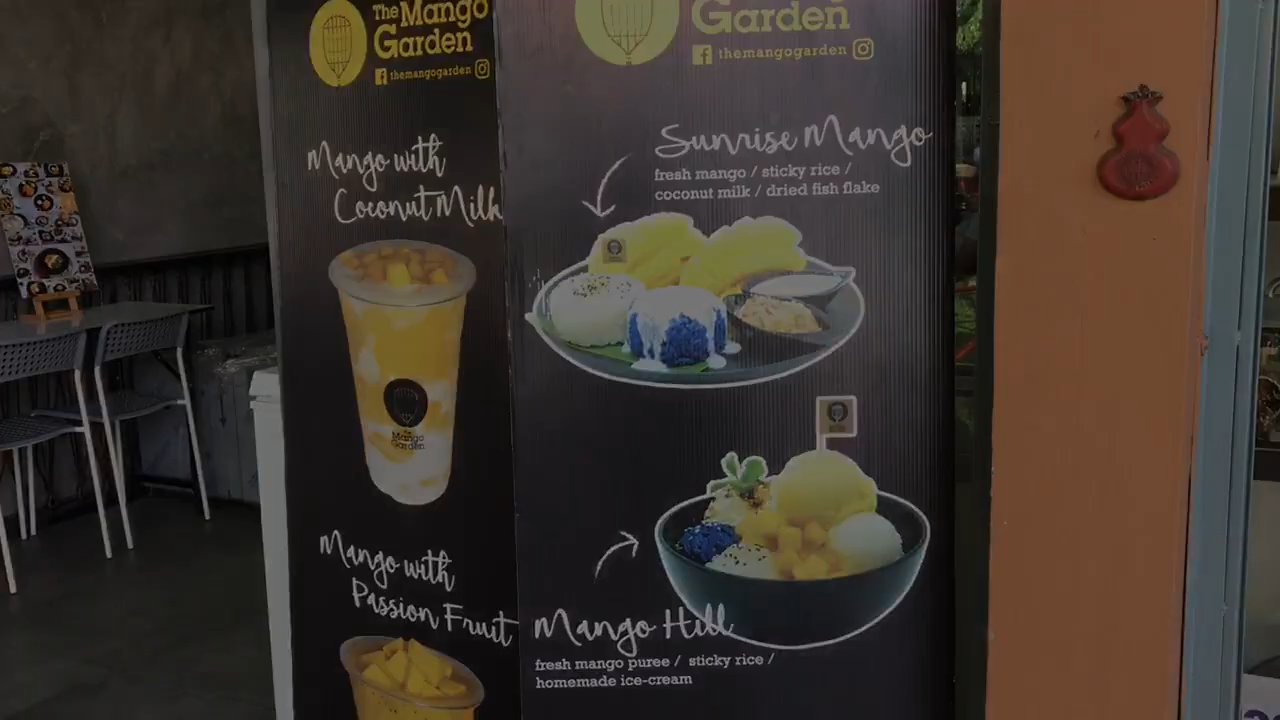 The Mango
Garden
themangogarden
Mango with
Coconut Milk
The
Mango
Garden
Mango with
Passion Fruit
Garden
themangogarden
Sunrise Mango
fresh mango / sticky rice /
coconut milk / dried fish flake
Mango Hill
fresh mango puree / sticky rice /
homemade ice-cream